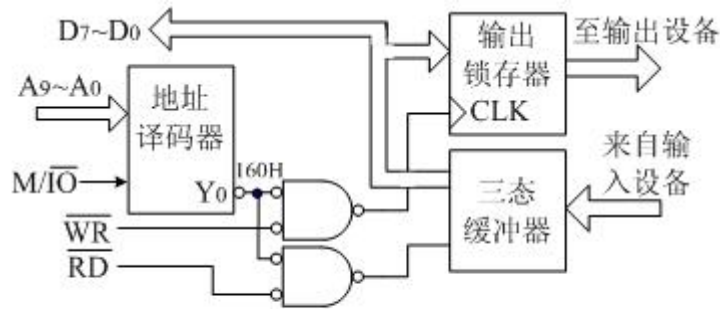 D7~D0
输出
锁存器
CLK
至输出设备
A9~A0
地址
译码器
M/IO
Y0
160H
WR
RD
三态
缓冲器
来自输
入设备